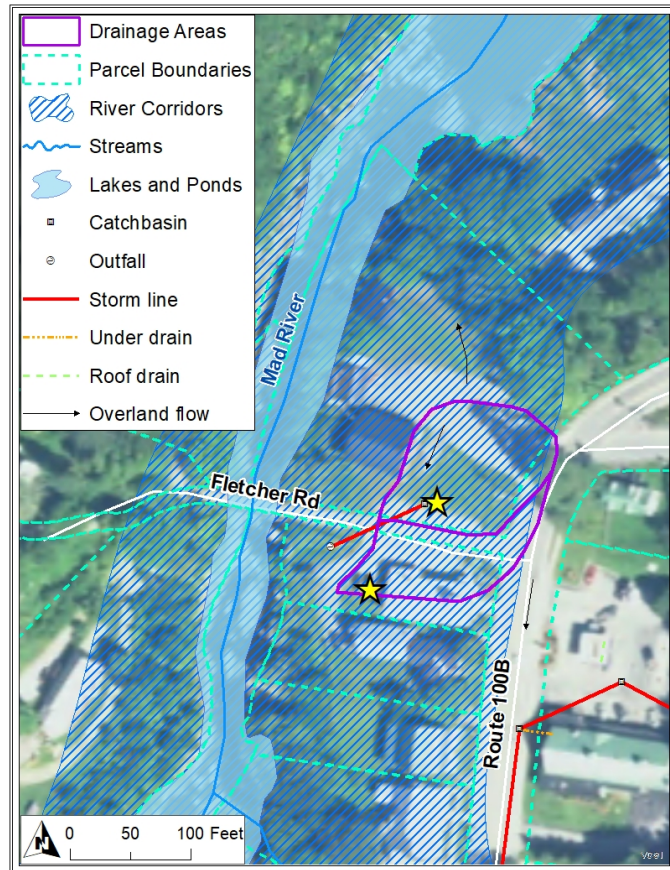 Drainage Areas
Parcel Boundaries
River Corridors
Streams
Lakes and Ponds
Catchbasin
Outfall
Storm line
Under drain
Roof drain
Overland flow
Mad River
Fletcher Rd
Route 100B
N
0 50 100 Feet